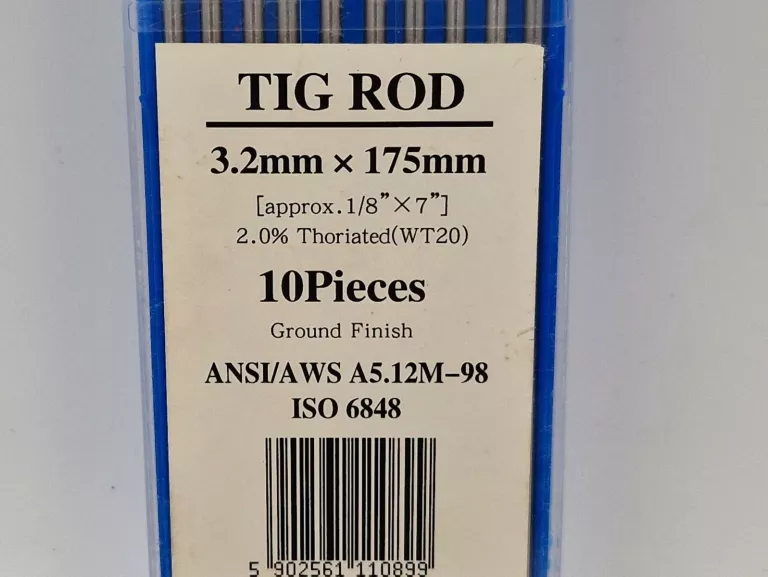 TIG ROD
3.2mm × 175mm
[approx.1/8”×7”]
2.0% Thoriated(WT20)
10Pieces
Ground Finish
ANSI/AWS A5.12M–98
ISO 6848
5 902561 110899